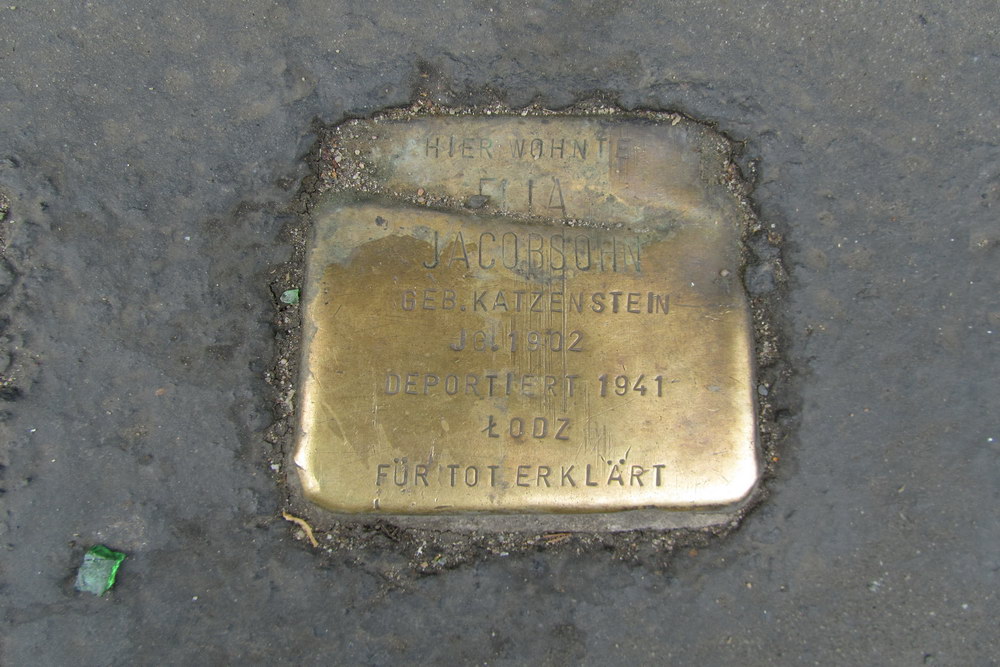 HIER WOHNTE
ELLA
JACOBSOHN
GEB. KATZENSTEIN
JG. 1902
DEPORTIERT 1941
ŁODZ
FÜR TOT ERKLÄRT